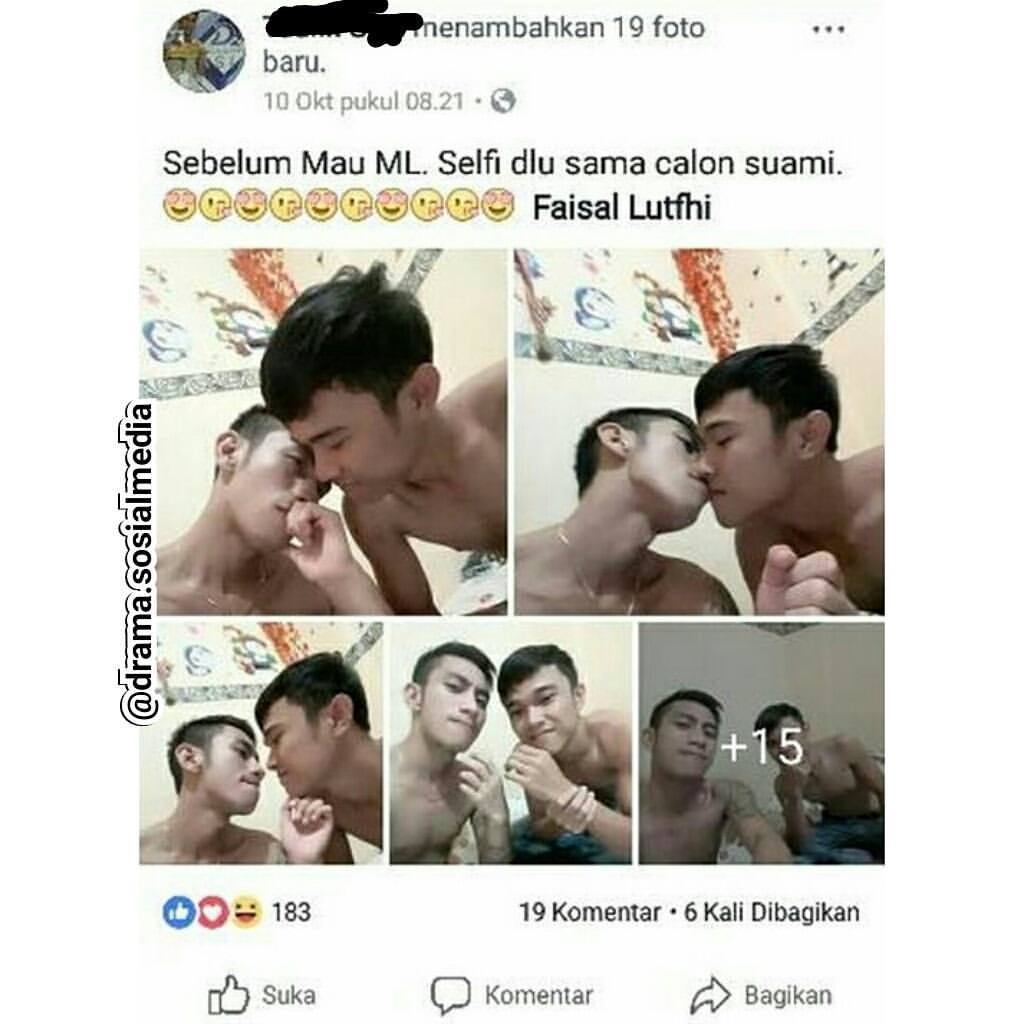 menambahkan 19 foto
baru.
10 Okt pukul 08.21
Sebelum Mau ML. Selfi dlu sama calon suami.
Faisal Lutfhi
@drama.sosialmedia
+15
183
19 Komentar • 6 Kali Dibagikan
Suka Komentar Bagikan